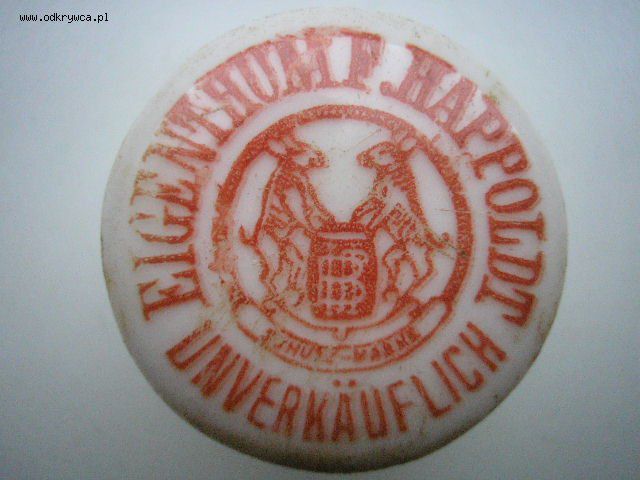 www.odkrywca.pl
EIGENTHUM F. HAPPOLDT
SCHUTZ-MARKE
UNVERKÄUFLICH